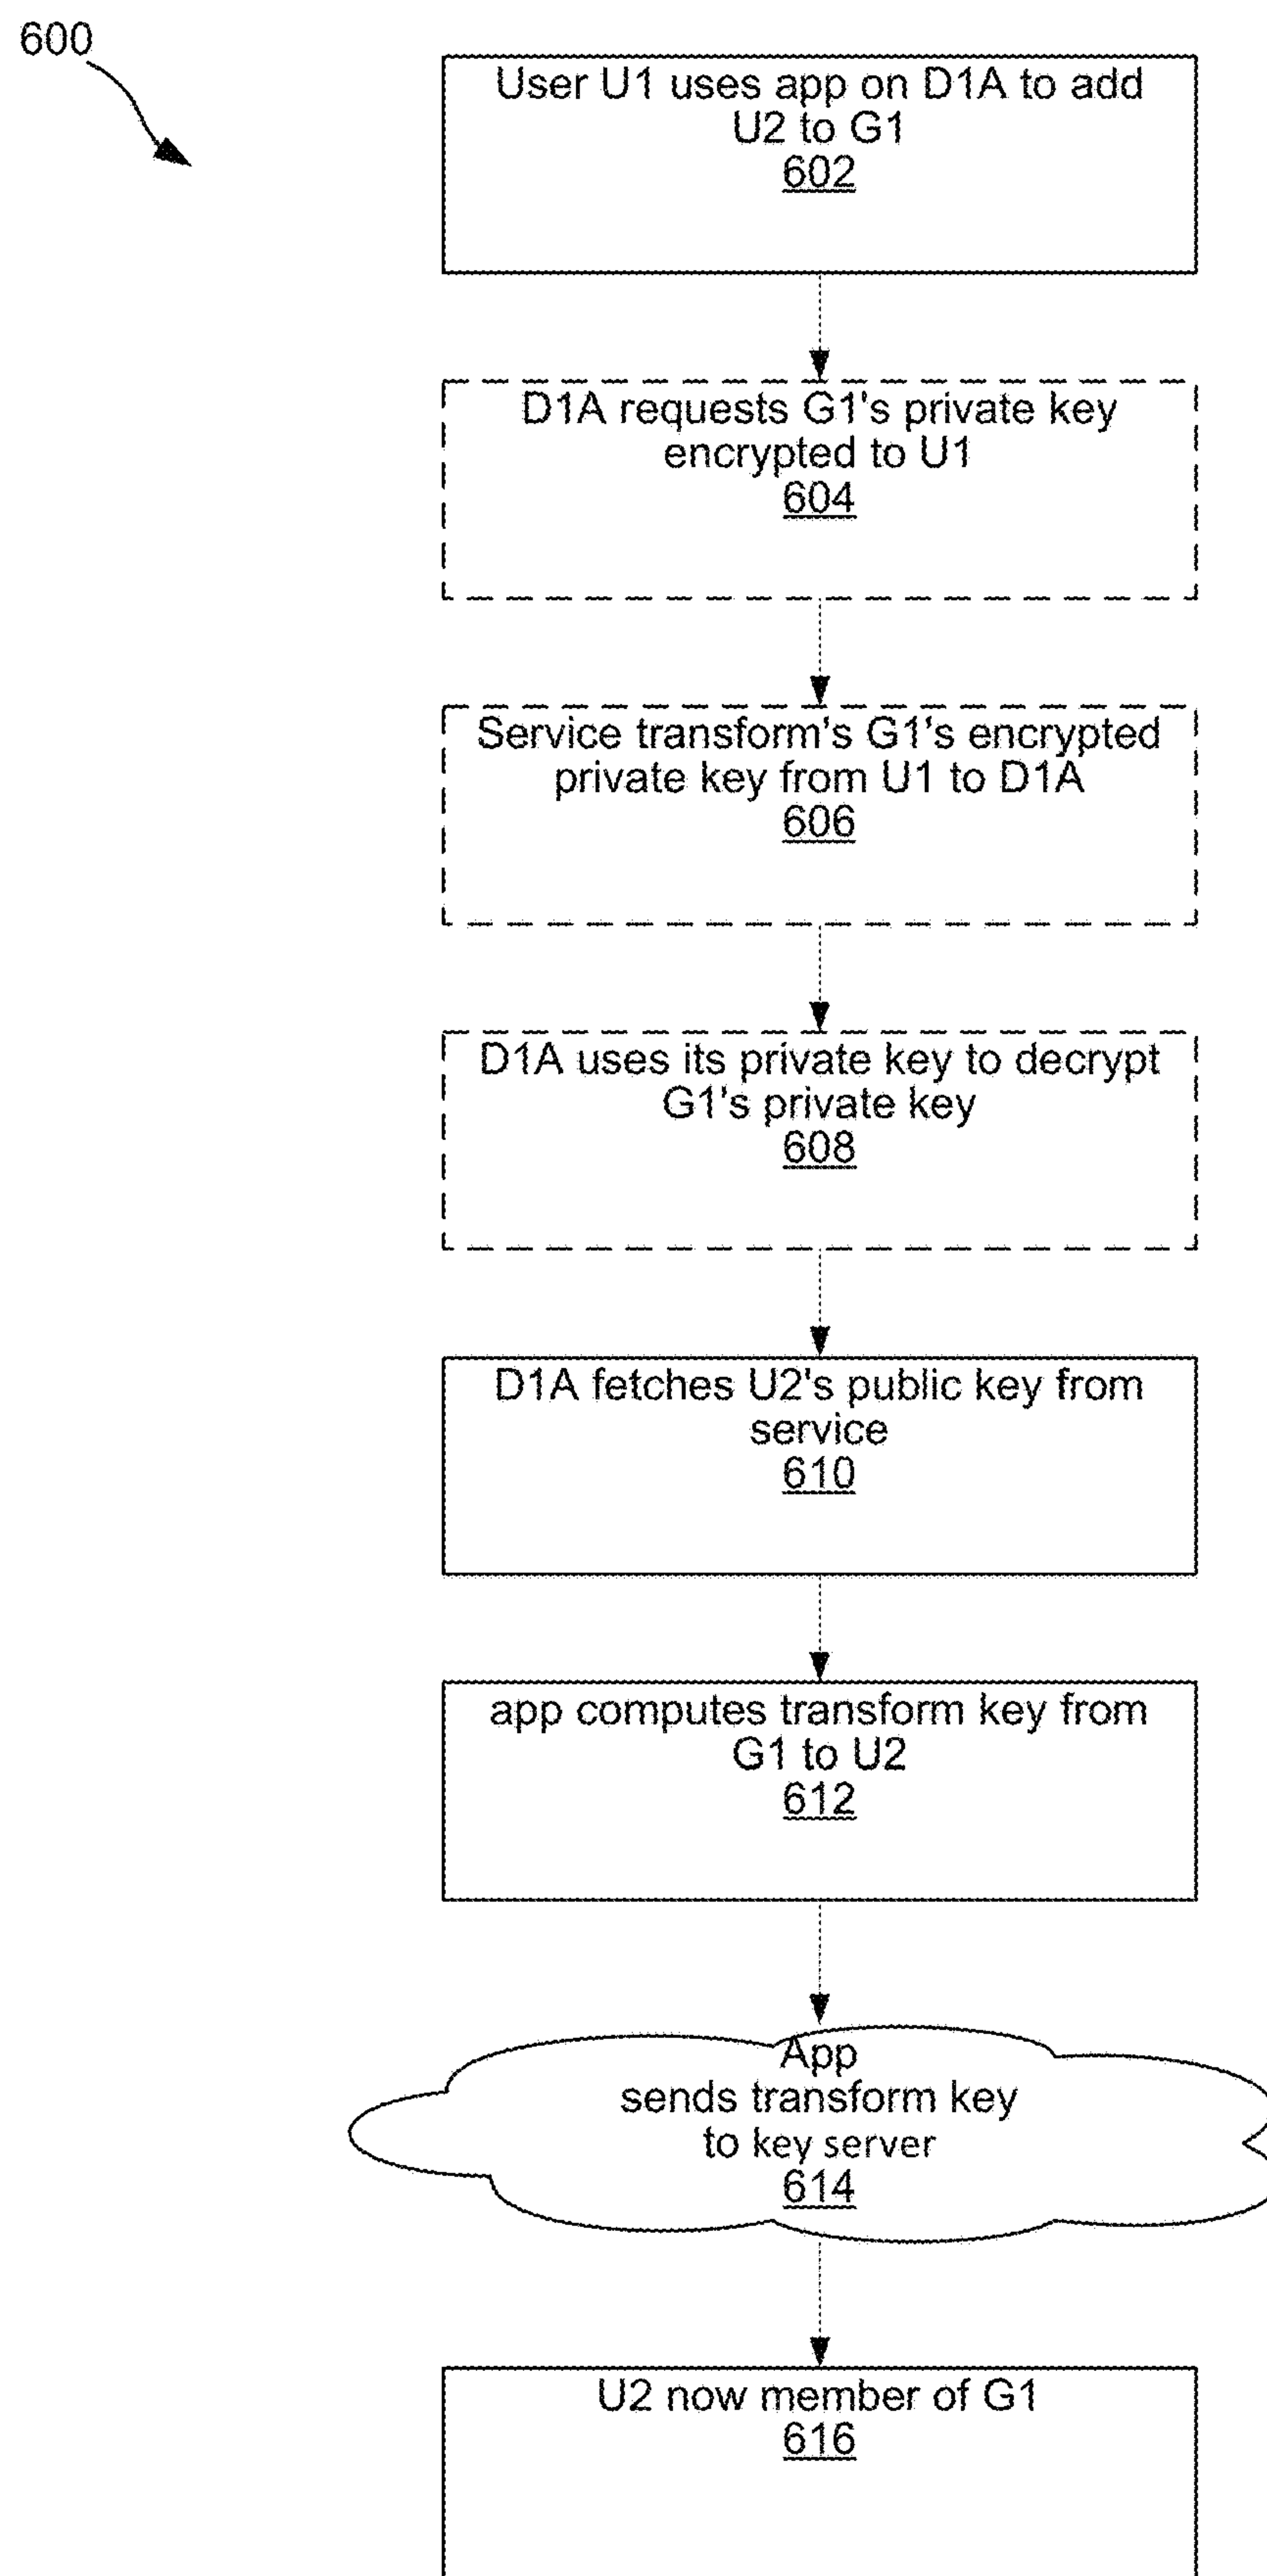 600
User U1 uses app on D1A to add
U2 to G1
602
D1A requests G1's private key
encrypted to U1
604
Service transform's G1's encrypted
private key from U1 to D1A
606
D1A uses its private key to decrypt
G1's private key
608
D1A fetches U2's public key from
service
610
app computes transform key from
G1 to U2
612
App
sends transform key
to key server
614
U2 now member of G1
616